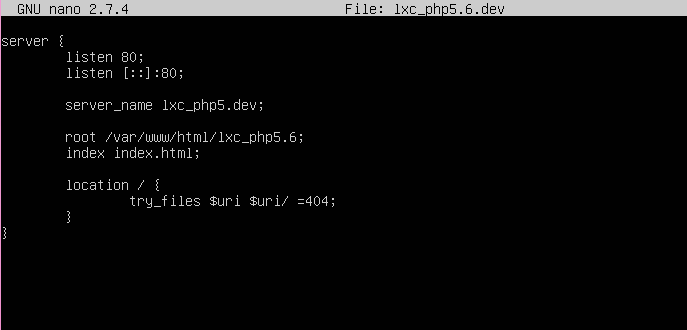 GNU nano 2.7.4 File: lxc_php5.6.dev
server {
listen 80;
listen [::]:80;
server_name lxc_php5.dev;
root /var/www/html/lxc_php5.6;
index index.html;
location / {
try_files $uri $uri/ =404;
}
}